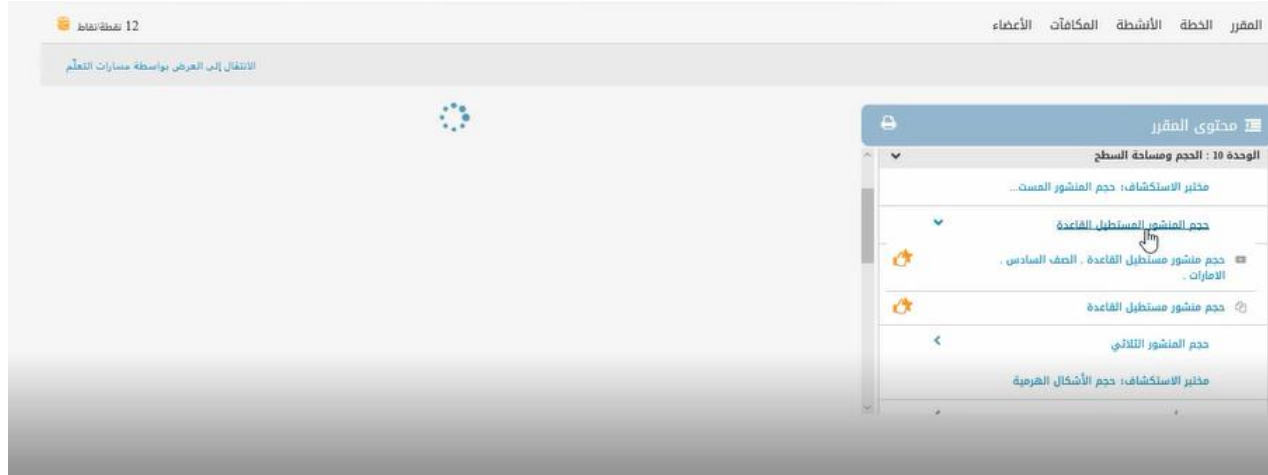 المقرر الخطة الأنشطة المكافآت الأعضاء
12 نقطة/نقاط
الانتقال إلى العرض بواسطة مسارات التعلّم
محتوى المقرر
الوحدة 10 : الحجم ومساحة السطح
مختبر الاستكشاف: حجم المنشور المست...
حجم المنشور المستطيل القاعدة
حجم منشور مستطيل القاعدة . الصف السادس .
الامارات .
حجم منشور مستطيل القاعدة
حجم المنشور الثلاثي
مختبر الاستكشاف: حجم الأشكال الهرمية